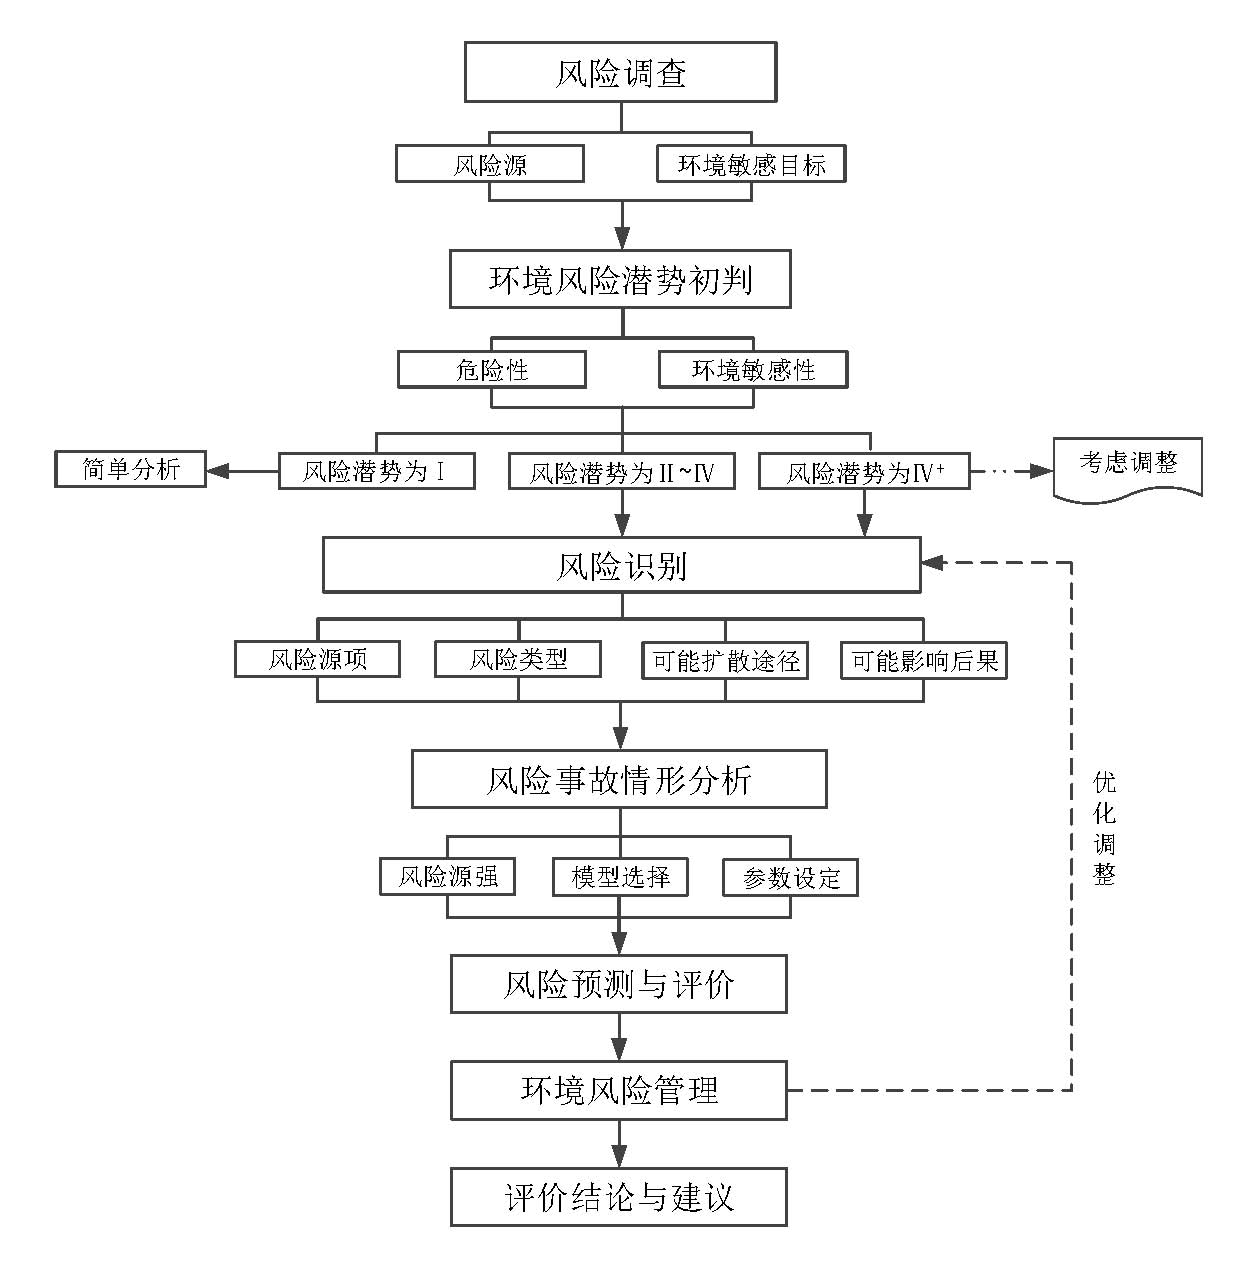 风险调查
风险源
环境敏感目标
环境风险潜势初判
危险性
环境敏感性
简单分析
风险潜势为Ⅰ
风险潜势为Ⅱ~Ⅳ
风险潜势为Ⅳ⁺
考虑调整
风险识别
风险源项
风险类型
可能扩散途径
可能影响后果
风险事故情形分析
优
化
调
整
风险源强
模型选择
参数设定
风险预测与评价
环境风险管理
评价结论与建议